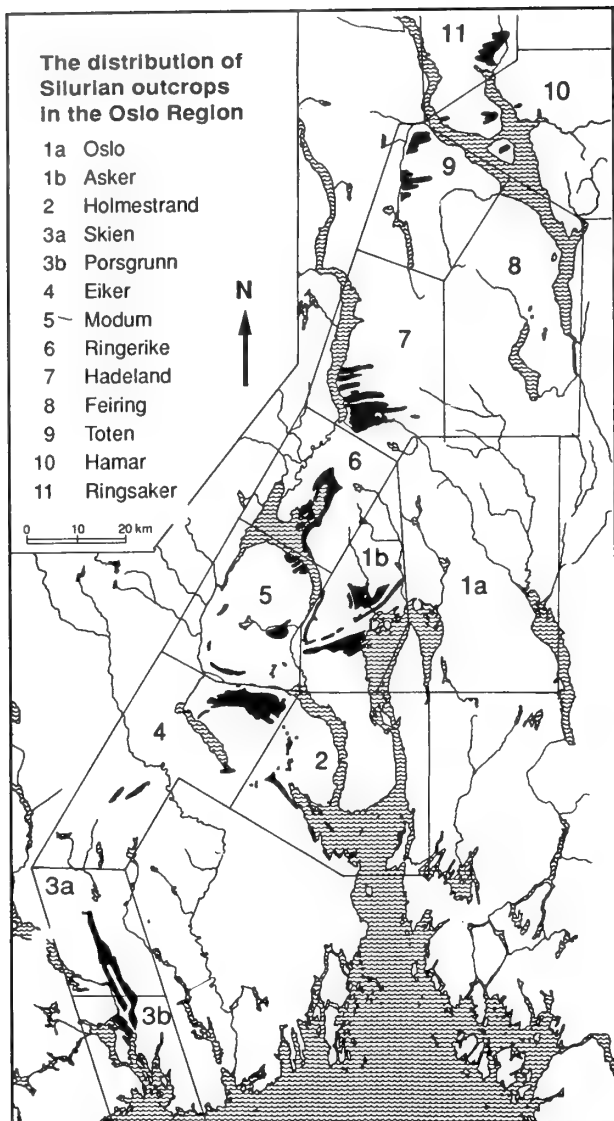 The distribution of
Silurian outcrops
in the Oslo Region
1a Oslo
1b Asker
2 Holmestrand
3a Skien
3b Porsgrunn
4 Eiker
5 Modum
6 Ringerike
7 Hadeland
8 Feiring
9 Toten
10 Hamar
11 Ringsaker
N
0 10 20 km
11
10
9
8
7
6
1b
1a
5
4
2
3a
3b